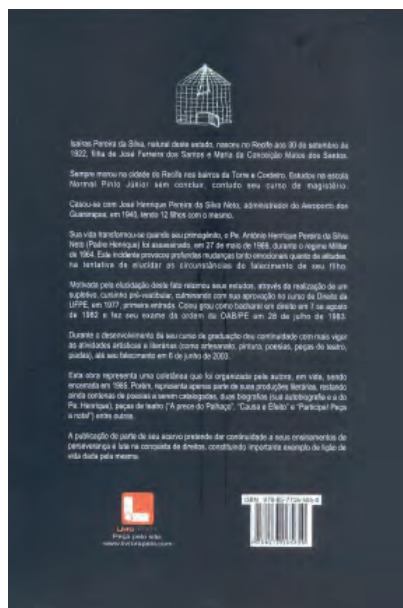 Isaíras Pereira da Silva, natural deste estado, nasceu no Recife aos 30 de setembro de
1922, filha de José Ferreira dos Santos e Maria da Conceição Matos dos Santos.
Sempre morou na cidade do Recife nos bairros da Torre e Cordeiro. Estudou na escola
Normal Pinto Júnior sem concluir, contudo seu curso de magistério.
Casou-se com José Henrique Pereira da Silva Neto, administrador do Aeroporto dos
Guararapes, em 1940, tendo 12 filhos com o mesmo.
Sua vida transformou-se quando seu primogênito, o Pe. Antônio Henrique Pereira da Silva
Neto (Padre Henrique) foi assassinado, em 27 de maio de 1969, durante o regime Militar
de 1964. Este incidente provocou profundas mudanças tanto emocionais quanto de atitudes,
na tentativa de elucidar as circunstâncias do falecimento de seu filho.
Motivada pela elucidação deste fato retomou seus estudos, através da realização de um
supletivo, cursinho pré-vestibular, culminando com sua aprovação no curso de Direito da
UFPE, em 1977, primeira entrada. Colou grau como bacharel em direito em 7 de agosto
de 1982 e fez seu exame da ordem da OAB/PE em 28 de julho de 1983.
Durante o desenvolvimento de seu curso de graduação deu continuidade com mais vigor
as atividades artísticas e literárias (como artesanato, pintura, poesias, peças de teatro,
piadas), até seu falecimento em 6 de junho de 2003.
Esta obra representa uma coletânea que foi organizada pela autora, em vida, sendo
encerrada em 1985. Porém, representa apenas parte de suas produções literárias, restando
ainda centenas de poesias a serem catalogadas, duas biografias (sua autobiografia e a do
Pe. Henrique), peças de teatro ("A prece do Palhaço", "Causa e Efeito" e "Participei Peça
a nota!") entre outros.
A publicação de parte de seu acervo pretende dar continuidade a seus ensinamentos de
perseverança e luta na conquista de direitos, constituindo importante exemplo de lição de
vida dada pela mesma.
LIVRO
Peça pelo site